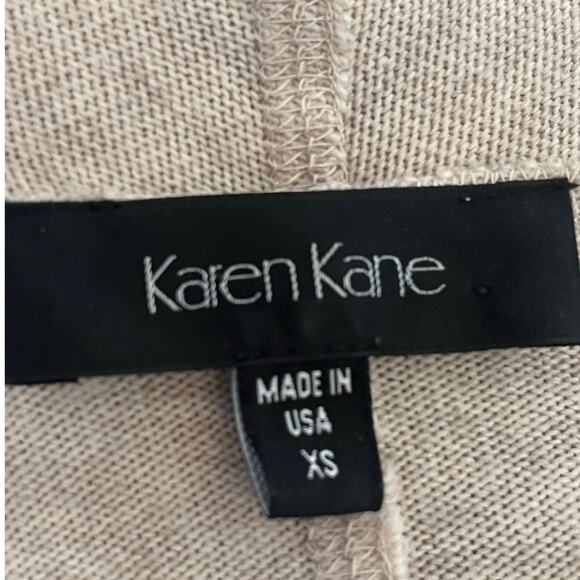 Karen Kane
MADE IN
USA
XS